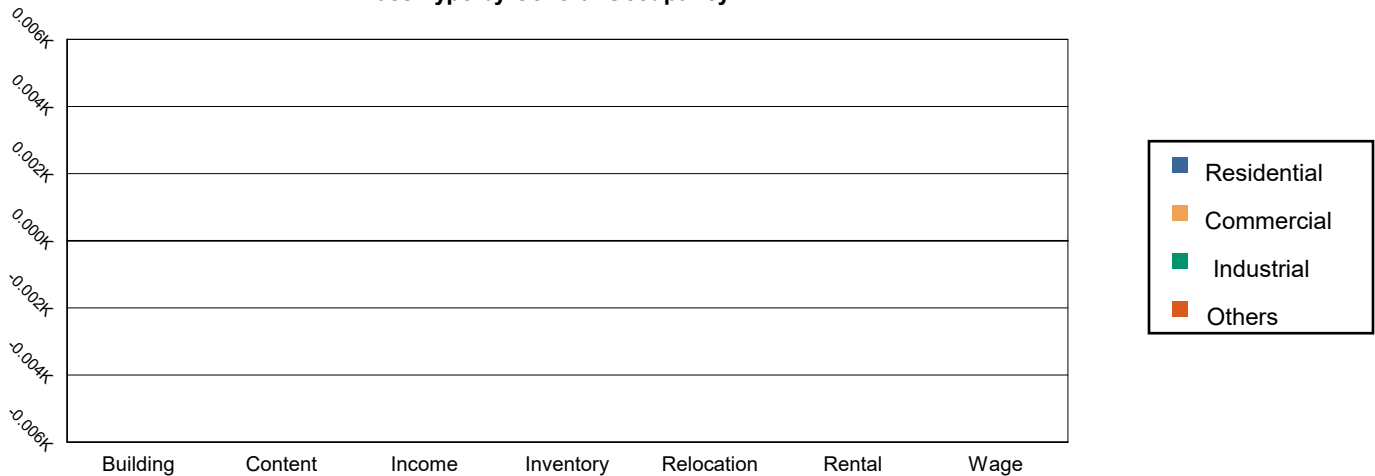 0.006K
0.004K
0.002K
0.000K
-0.002K
-0.004K
-0.006K
Building Content Income Inventory Relocation Rental Wage
Residential
Commercial
Industrial
Others